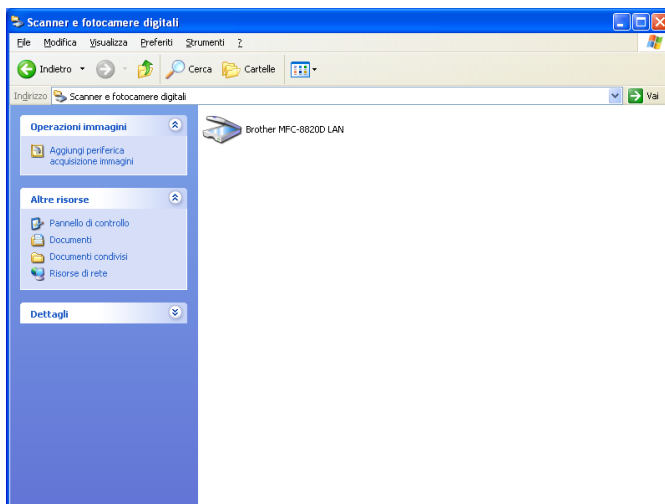 Scanner e fotocamere digitali
File Modifica Visualizza Preferiti Strumenti ?
Indietro Cerca Cartelle
Indirizzo Scanner e fotocamere digitali Vai
Operazioni immagini
Aggiungi periferica
acquisizione immagini
Altre risorse
Pannello di controllo
Documenti
Documenti condivisi
Risorse di rete
Dettagli
Brother MFC-8820D LAN